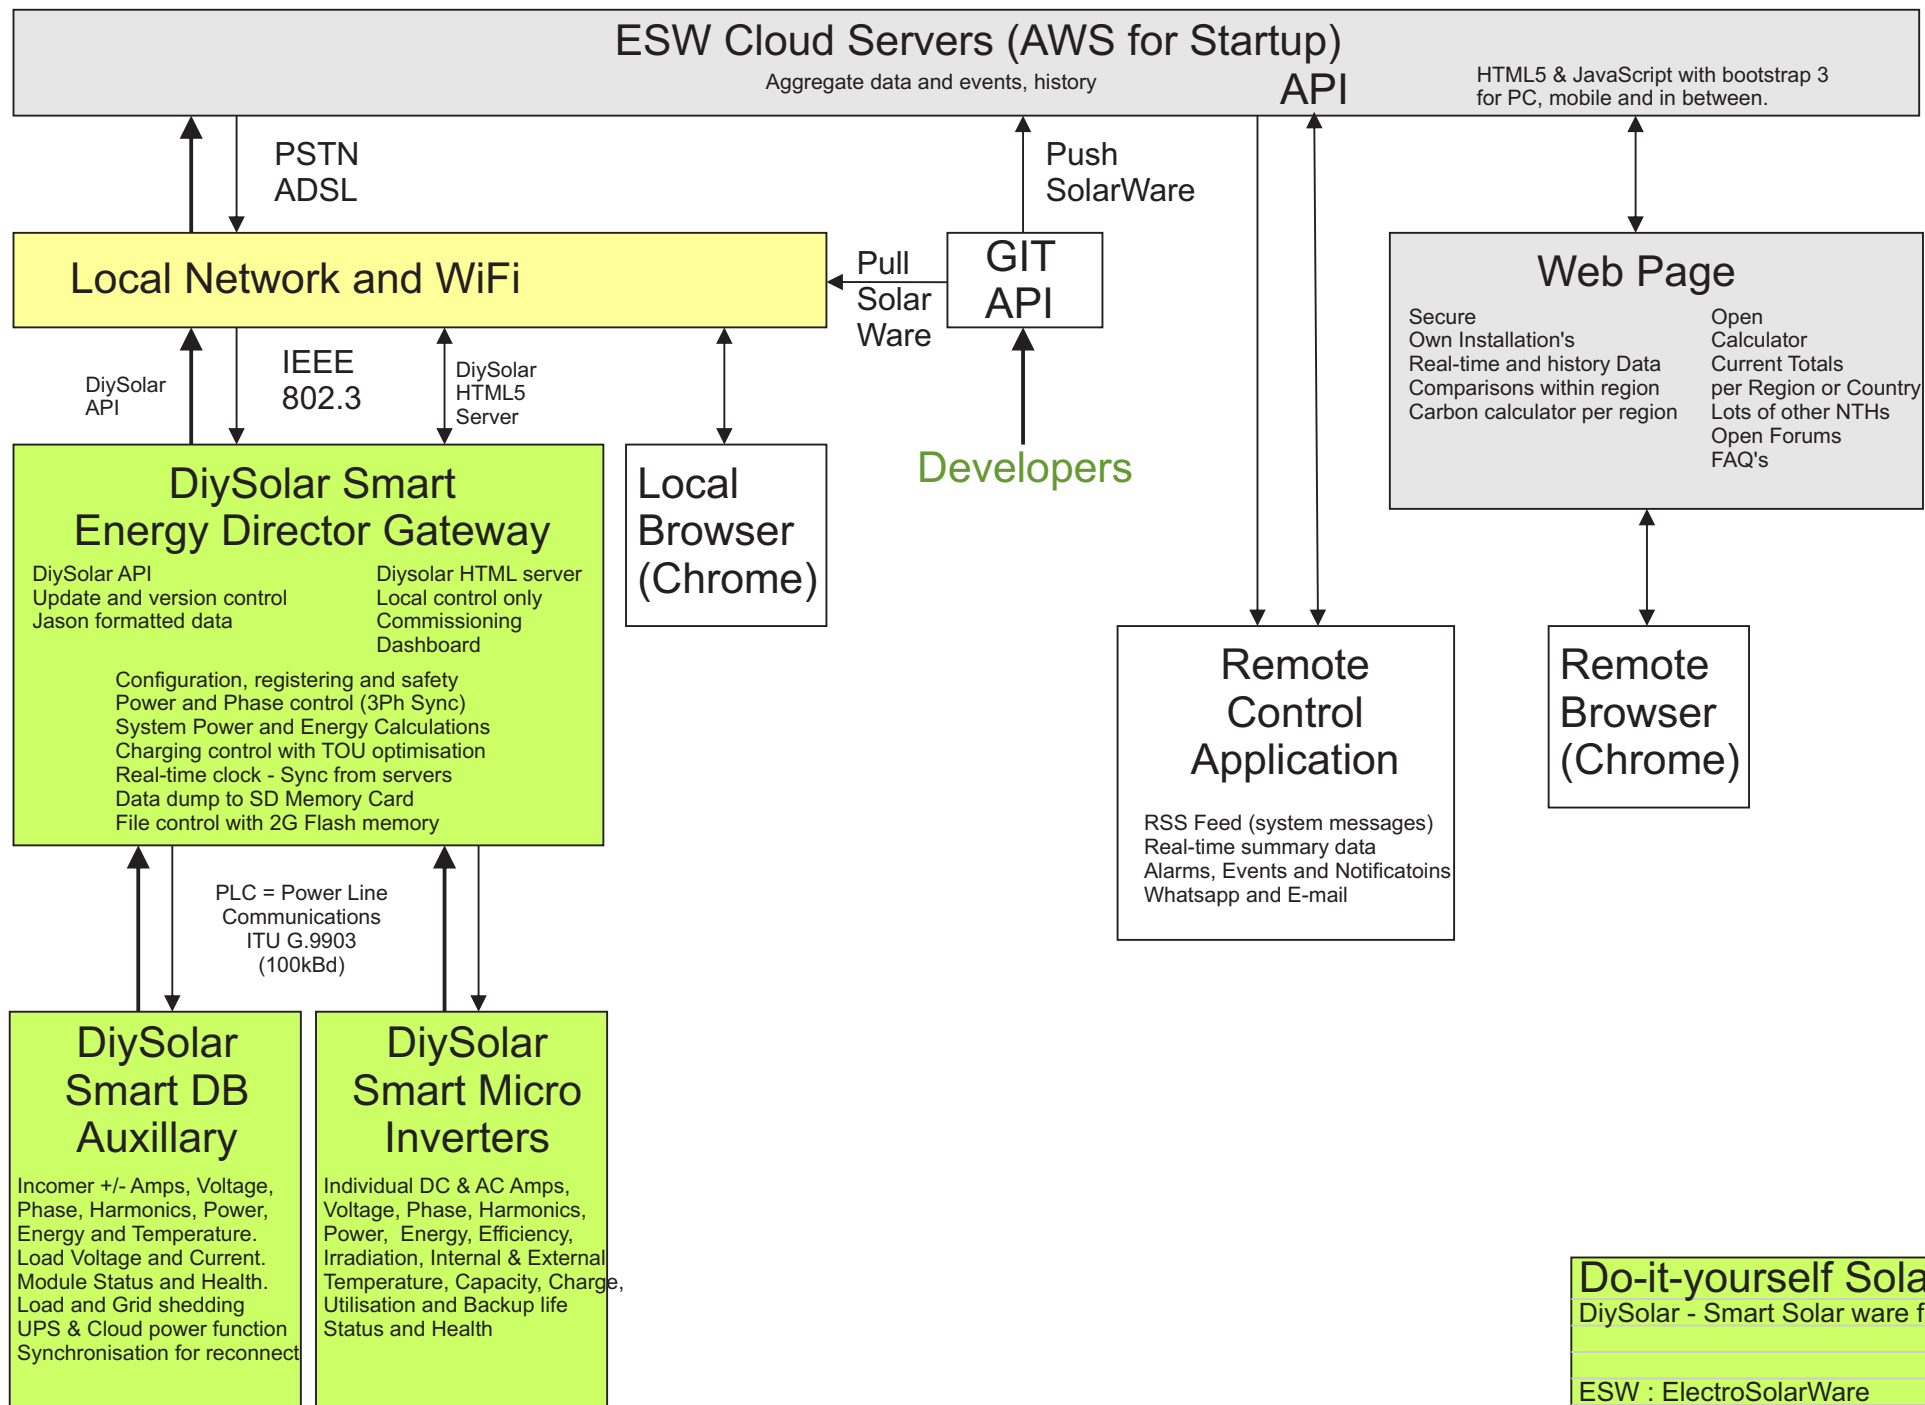 ESW Cloud Servers (AWS for Startup)
Aggregate data and events, history
API
HTML5 & JavaScript with bootstrap 3
for PC, mobile and in between.
PSTN
ADSL
Push
SolarWare
Local Network and WiFi
Pull
Solar
Ware
GIT
API
Web Page
Secure
Own Installation's
Real-time and history Data
Comparisons within region
Carbon calculator per region
Open
Calculator
Current Totals
per Region or Country
Lots of other NTHs
Open Forums
FAQ's
DiySolar
API
IEEE
802.3
DiySolar
HTML5
Server
Developers
DiySolar Smart
Energy Director Gateway
DiySolar API
Update and version control
Jason formatted data
Diysolar HTML server
Local control only
Commissioning
Dashboard
Configuration, registering and safety
Power and Phase control (3Ph Sync)
System Power and Energy Calculations
Charging control with TOU optimisation
Real-time clock - Sync from servers
Data dump to SD Memory Card
File control with 2G Flash memory
Local
Browser
(Chrome)
Remote
Control
Application
RSS Feed (system messages)
Real-time summary data
Alarms, Events and Notificatoins
Whatsapp and E-mail
Remote
Browser
(Chrome)
PLC = Power Line
Communications
ITU G.9903
(100kBd)
DiySolar
Smart DB
Auxillary
Incomer +/- Amps, Voltage,
Phase, Harmonics, Power,
Energy and Temperature.
Load Voltage and Current.
Module Status and Health.
Load and Grid shedding
UPS & Cloud power function
Synchronisation for reconnect
DiySolar
Smart Micro
Inverters
Individual DC & AC Amps,
Voltage, Phase, Harmonics,
Power, Energy, Efficiency,
Irradiation, Internal & External
Temperature, Capacity, Charge,
Utilisation and Backup life
Status and Health
Do-it-yourself Sola
DiySolar - Smart Solar ware f
ESW : ElectroSolarWare